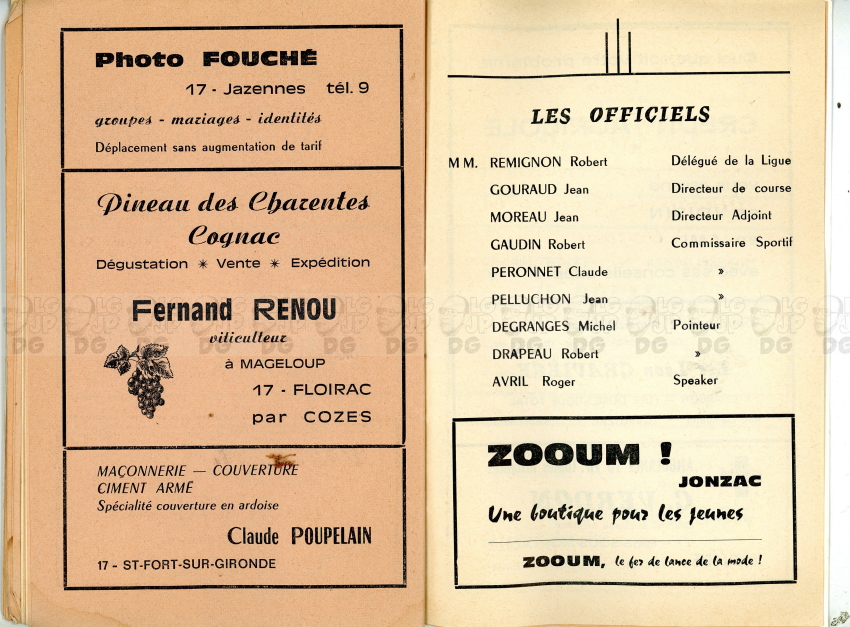 Photo FOUCHÉ
17 - Jazennes tél. 9
groupes - mariages - identités
Déplacement sans augmentation de tarif
Pineau des Charentes
Cognac
Dégustation ✳ Vente ✳ Expédition
Fernand RENOU
viticulteur
à MAGELOUP
17 - FLOIRAC
par COZES
MAÇONNERIE — COUVERTURE
CIMENT ARMÉ
Spécialité couverture en ardoise
Claude POUPELAIN
17 - ST-FORT-SUR-GIRONDE
LES OFFICIELS
MM. REMIGNON Robert Délégué de la Ligue
GOURAUD Jean Directeur de course
MOREAU Jean Directeur Adjoint
GAUDIN Robert Commissaire Sportif
PERONNET Claude »
PELLUCHON Jean »
DEGRANGES Michel Pointeur
DRAPEAU Robert »
AVRIL Roger Speaker
ZOOUM !
JONZAC
Une boutique pour les jeunes
ZOOUM, le fer de lance de la mode !